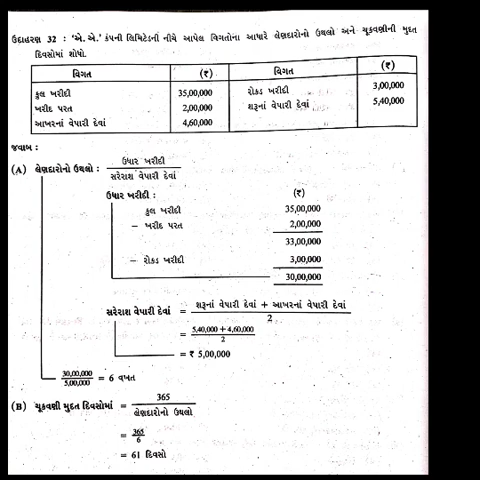 ઉદાહરણ 32 : 'એ. એ.' કંપની લિમિટેડની નીચે આપેલ વિગતોના આધારે લેણદારોનો ઉથલો અને ચૂકવણીની મુદત
દિવસોમાં શોધો.
વિગત (₹) વિગત (₹)
કુલ ખરીદી 35,00,000 રોકડ ખરીદી 3,00,000
ખરીદ પરત 2,00,000 શરૂનાં વેપારી દેવાં 5,40,000
આખરનાં વેપારી દેવાં 4,60,000
જવાબ :
(A) લેણદારોનો ઉથલો : ઉધાર ખરીદી
સરેરાશ વેપારી દેવાં
ઉધાર ખરીદી : (₹)
કુલ ખરીદી 35,00,000
– ખરીદ પરત 2,00,000
33,00,000
– રોકડ ખરીદી 3,00,000
30,00,000
સરેરાશ વેપારી દેવાં = શરૂનાં વેપારી દેવાં + આખરનાં વેપારી દેવાં
2
= 5,40,000 + 4,60,000
2
= ₹ 5,00,000
30,00,000
5,00,000 = 6 વખત
(B) ચૂકવણી મુદત દિવસોમાં = 365
લેણદારોનો ઉથલો
= 365
6
= 61 દિવસો